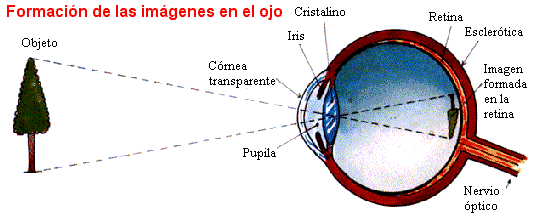 Formación de las imágenes en el ojo
Objeto
Cristalino
Iris
Córnea
transparente
Pupila
Retina
Esclerótica
Imagen
formada
en la
retina
Nervio
óptico